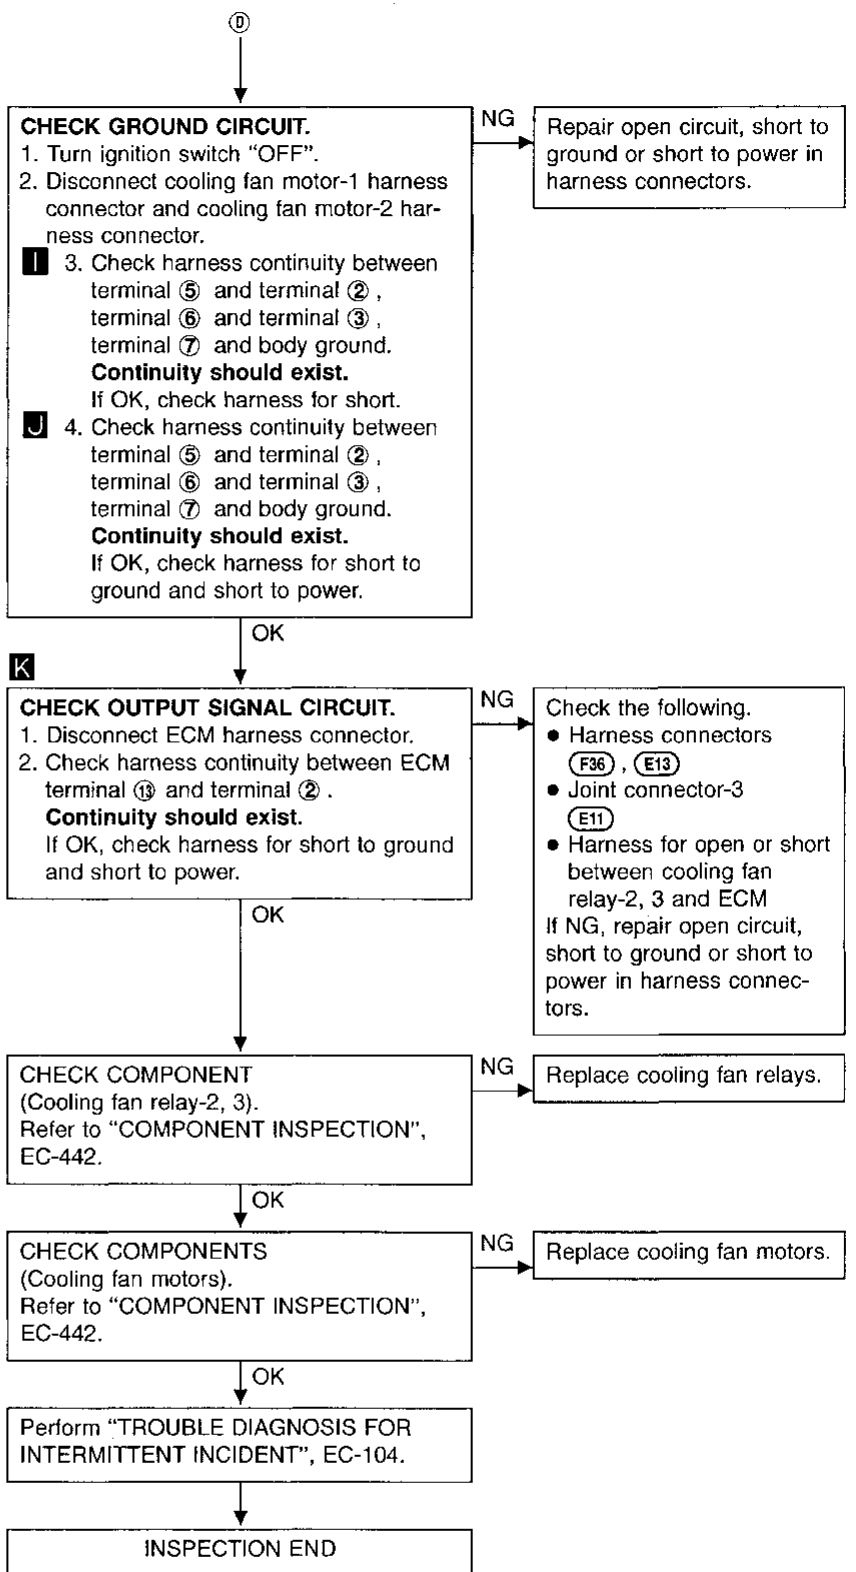 Ⓓ
CHECK GROUND CIRCUIT.
1. Turn ignition switch “OFF”.
2. Disconnect cooling fan motor-1 harness
connector and cooling fan motor-2 har-
ness connector.
I 3. Check harness continuity between
terminal ⑤ and terminal ② ,
terminal ⑥ and terminal ③ ,
terminal ⑦ and body ground.
Continuity should exist.
If OK, check harness for short.
J 4. Check harness continuity between
terminal ⑤ and terminal ② ,
terminal ⑥ and terminal ③ ,
terminal ⑦ and body ground.
Continuity should exist.
If OK, check harness for short to
ground and short to power.
NG
Repair open circuit, short to
ground or short to power in
harness connectors.
OK
K
CHECK OUTPUT SIGNAL CIRCUIT.
1. Disconnect ECM harness connector.
2. Check harness continuity between ECM
terminal ⑬ and terminal ② .
Continuity should exist.
If OK, check harness for short to ground
and short to power.
NG
Check the following.
● Harness connectors
F36 , E13
● Joint connector-3
E11
● Harness for open or short
between cooling fan
relay-2, 3 and ECM
If NG, repair open circuit,
short to ground or short to
power in harness connec-
tors.
OK
CHECK COMPONENT
(Cooling fan relay-2, 3).
Refer to “COMPONENT INSPECTION”,
EC-442.
NG
Replace cooling fan relays.
OK
CHECK COMPONENTS
(Cooling fan motors).
Refer to “COMPONENT INSPECTION”,
EC-442.
NG
Replace cooling fan motors.
OK
Perform “TROUBLE DIAGNOSIS FOR
INTERMITTENT INCIDENT”, EC-104.
INSPECTION END